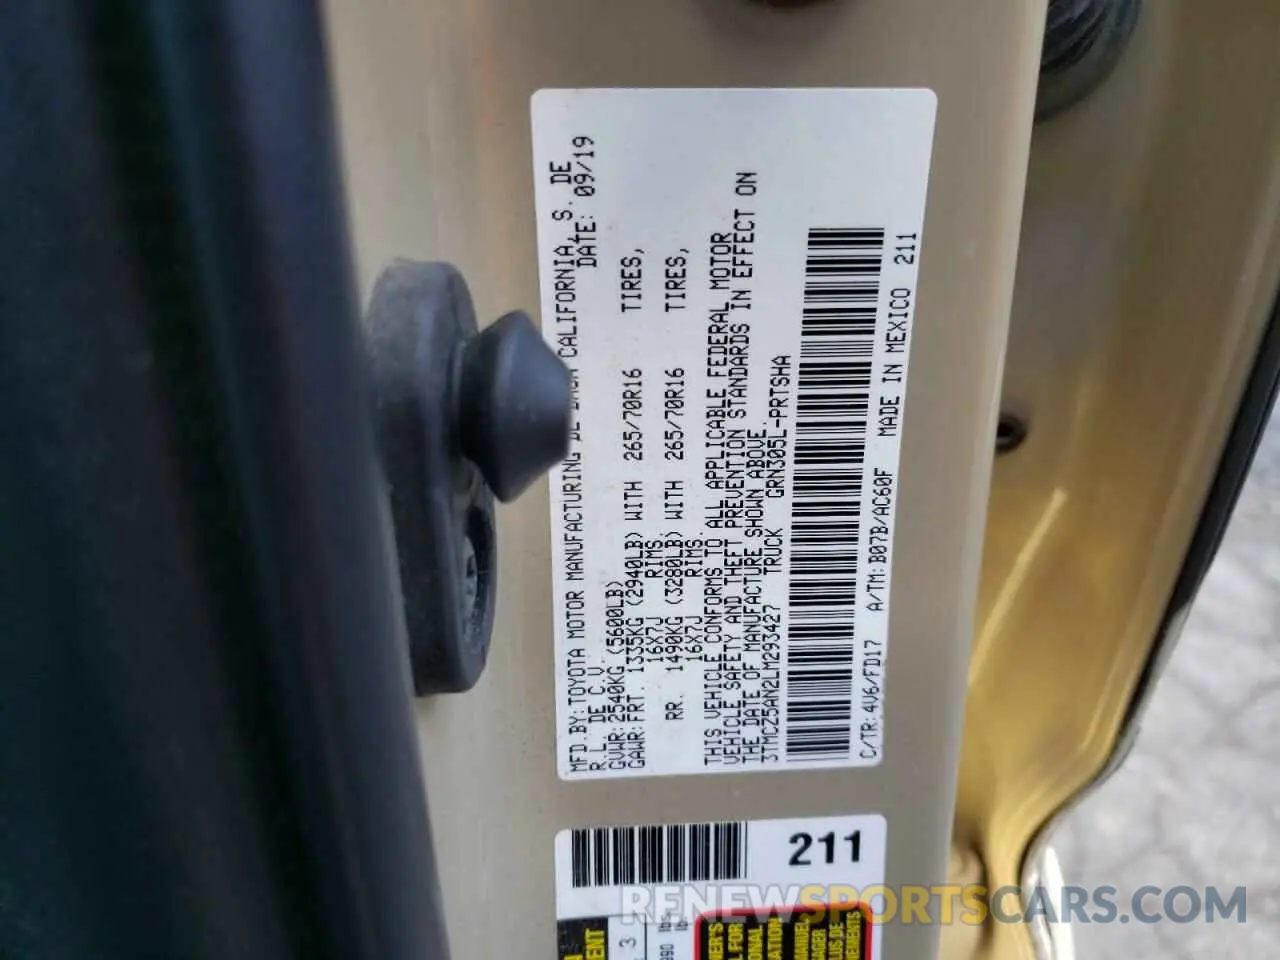 MFD.BY:TOYOTA MOTOR MANUFACTURING DE BAJA CALIFORNIA, S. DE
R.L. DE C.V. DATE: 09/19
GVWR:2540KG (5600LB)
GAWR:FRT. 1335KG (2940LB) WITH 265/70R16 TIRES,
16X7J RIMS.
RR. 1490KG (3280LB) WITH 265/70R16 TIRES,
16X7J RIMS.
THIS VEHICLE CONFORMS TO ALL APPLICABLE FEDERAL MOTOR
VEHICLE SAFETY AND THEFT PREVENTION STANDARDS IN EFFECT ON
THE DATE OF MANUFACTURE SHOWN ABOVE.
3TMCZ5AN2LM293427 TRUCK GRN305L-PRTSHA
C/TR:4V6/FD17 A/TM:B07B/AC60F MADE IN MEXICO 211
211
RENEWSPORTSCARS.COM
3
lbs
MANUEL